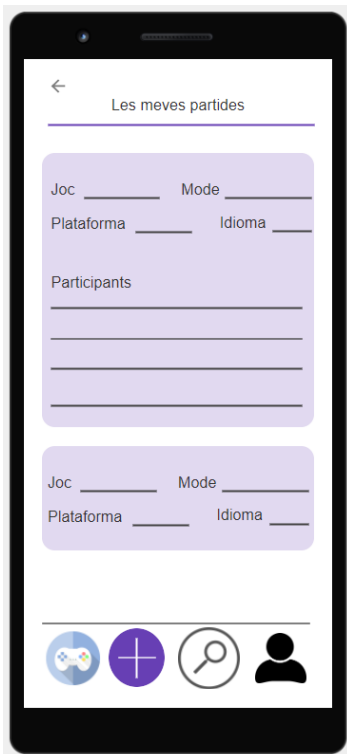 Les meves partides
Joc Mode
Plataforma Idioma
Participants
Joc Mode
Plataforma Idioma